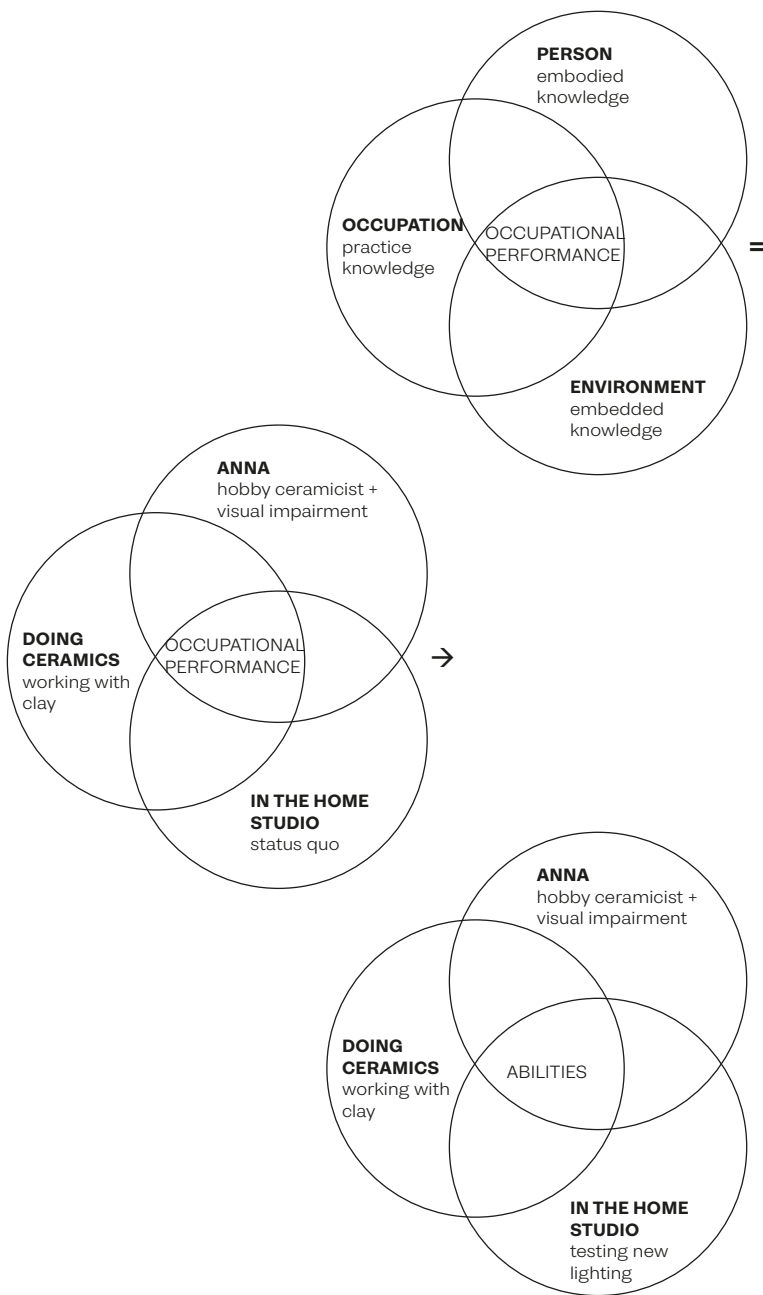 PERSON
embodied
knowledge
OCCUPATION
practice
knowledge
OCCUPATIONAL
PERFORMANCE
=
ENVIRONMENT
embedded
knowledge
ANNA
hobby ceramicist +
visual impairment
DOING
CERAMICS
working with
clay
OCCUPATIONAL
PERFORMANCE
→
IN THE HOME
STUDIO
status quo
ANNA
hobby ceramicist +
visual impairment
DOING
CERAMICS
working with
clay
ABILITIES
IN THE HOME
STUDIO
testing new
lighting